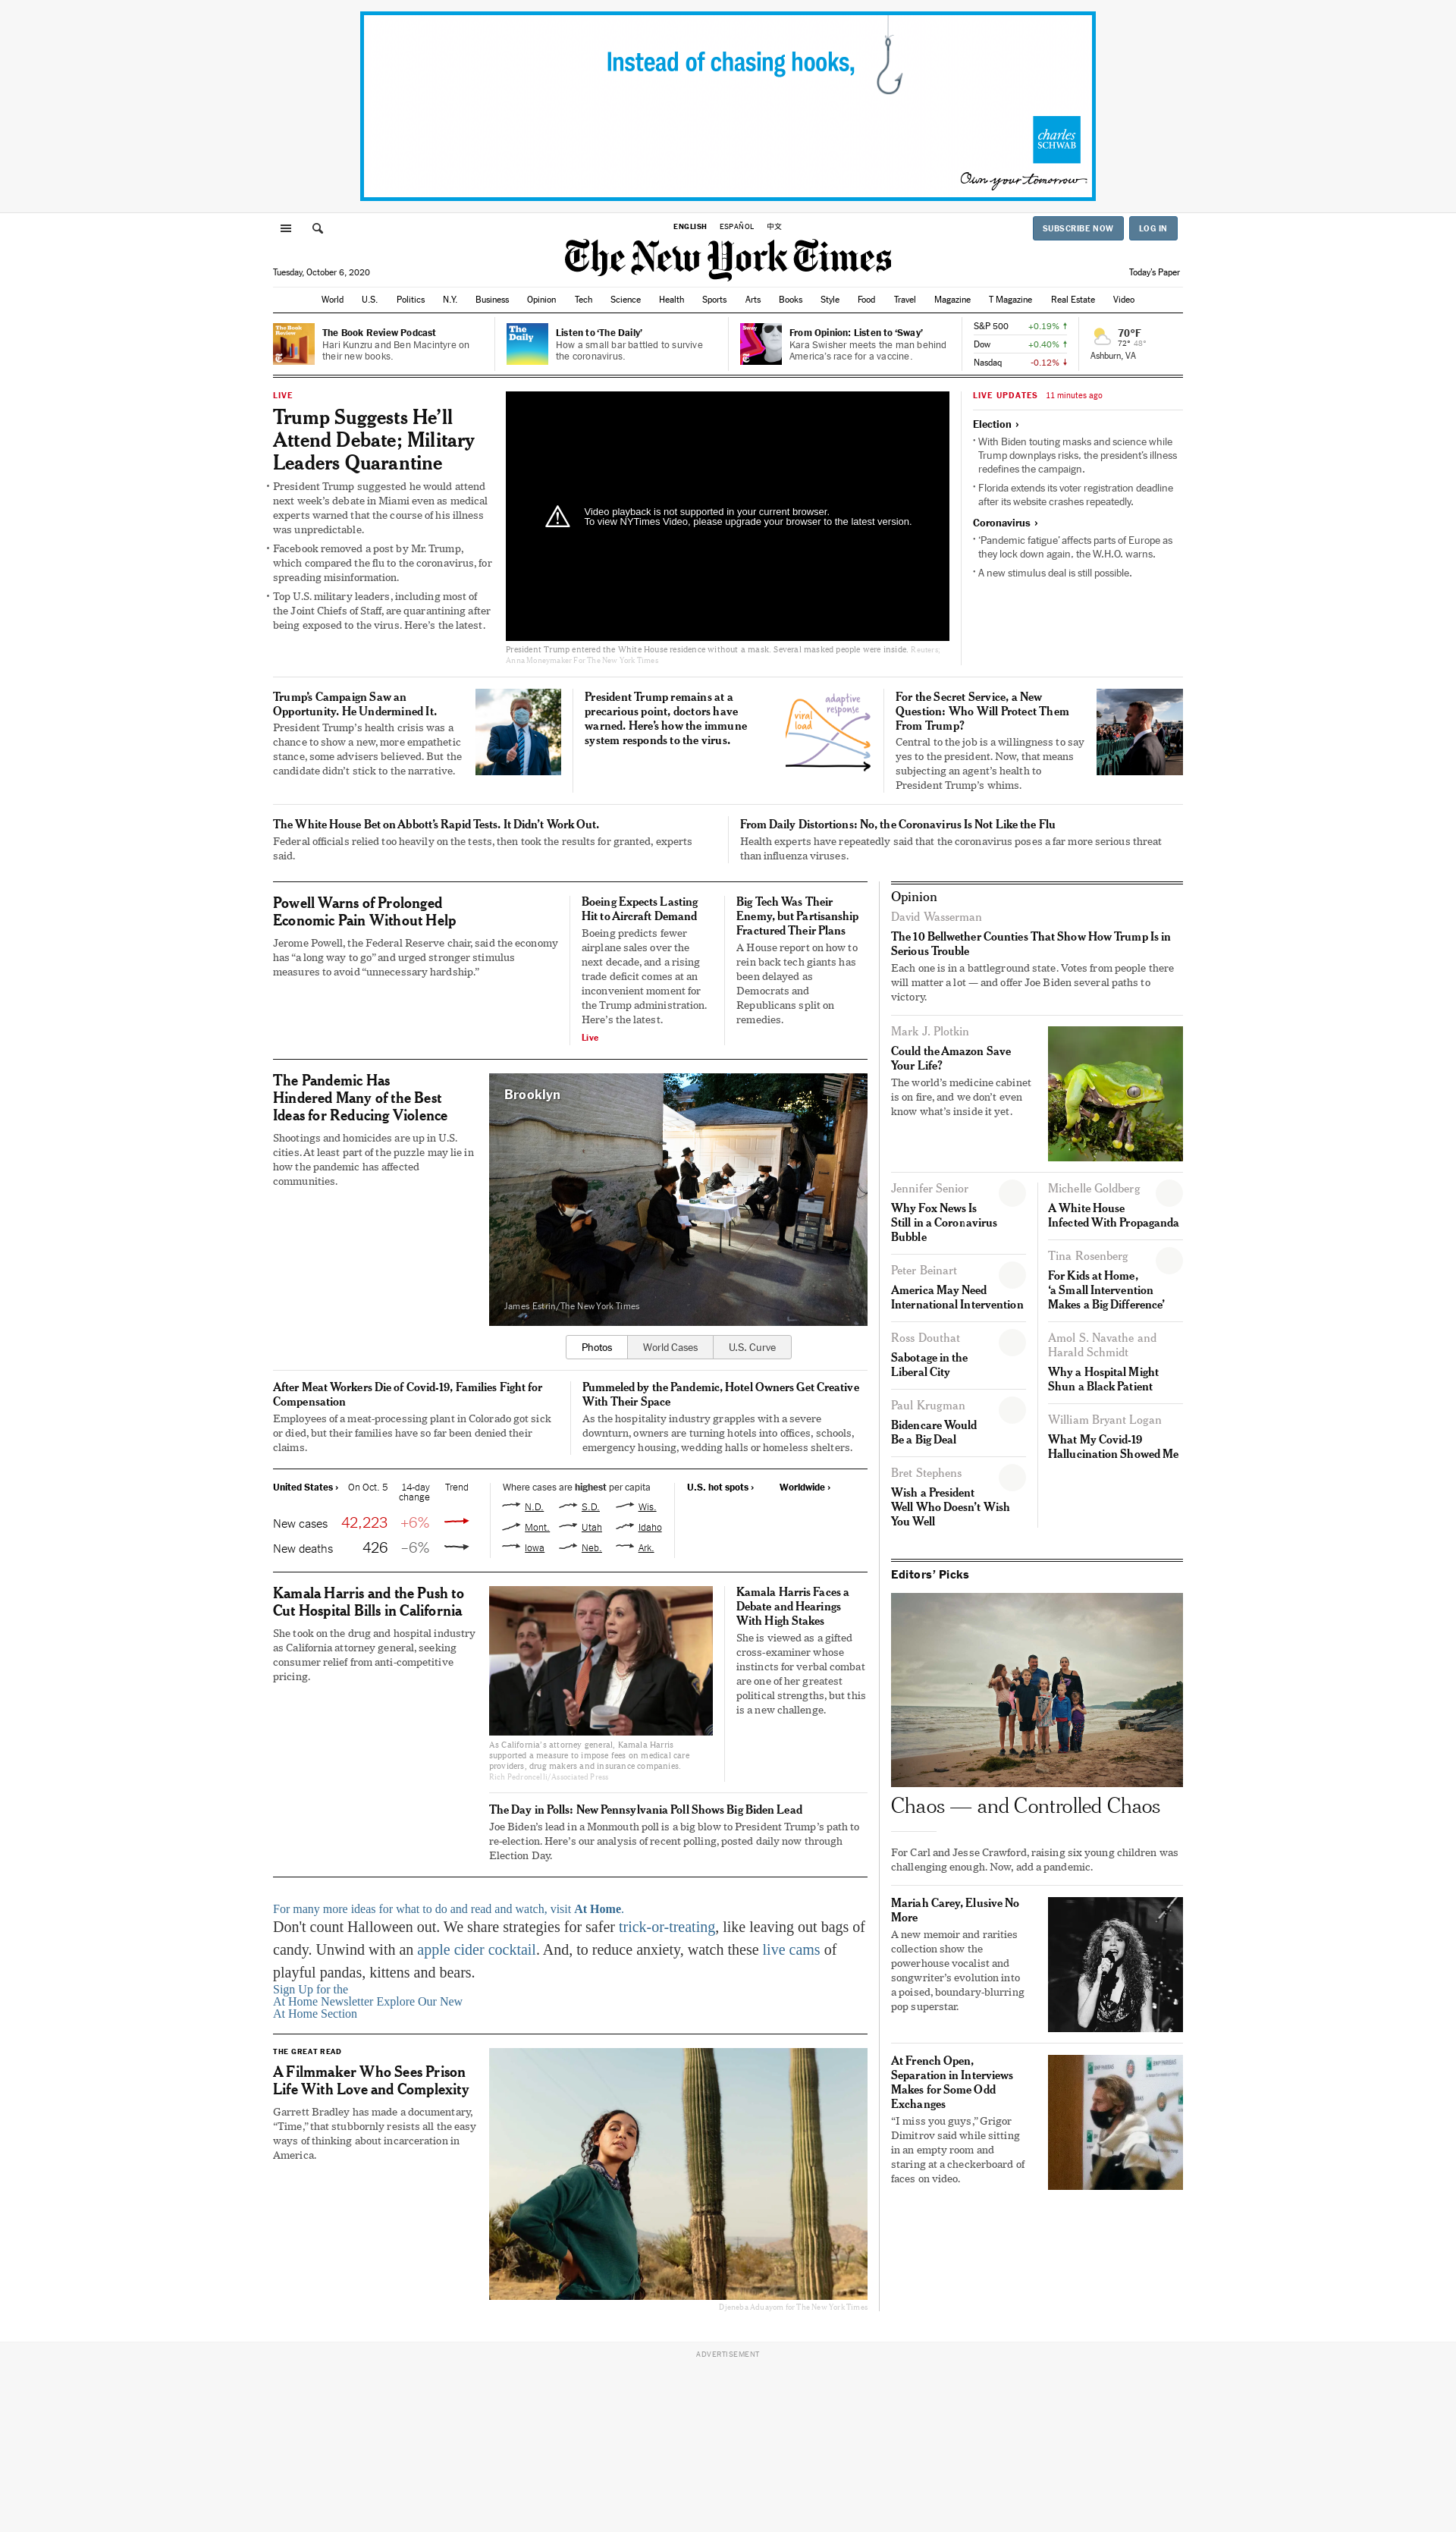 Instead of chasing hooks,
charles
SCHWAB
Own your tomorrow.
ENGLISH ESPAÑOL 中文
SUBSCRIBE NOW LOG IN
The New York Times
Tuesday, October 6, 2020
Today's Paper
World U.S. Politics N.Y. Business Opinion Tech Science Health Sports Arts Books Style Food Travel Magazine T Magazine Real Estate Video
The Book Review
The Book Review Podcast
Hari Kunzru and Ben Macintyre on
their new books.
The Daily
Listen to ‘The Daily’
How a small bar battled to survive
the coronavirus.
Sway
From Opinion: Listen to ‘Sway’
Kara Swisher meets the man behind
America's race for a vaccine.
S&P 500 +0.19% ↑
Dow +0.40% ↑
Nasdaq -0.12% ↓
70°F
72° 48°
Ashburn, VA
LIVE
Trump Suggests He’ll
Attend Debate; Military
Leaders Quarantine
• President Trump suggested he would attend
next week’s debate in Miami even as medical
experts warned that the course of his illness
was unpredictable.
• Facebook removed a post by Mr. Trump,
which compared the flu to the coronavirus, for
spreading misinformation.
• Top U.S. military leaders, including most of
the Joint Chiefs of Staff, are quarantining after
being exposed to the virus. Here’s the latest.
Video playback is not supported in your current browser.
To view NYTimes Video, please upgrade your browser to the latest version.
President Trump entered the White House residence without a mask. Several masked people were inside. Reuters;
Anna Moneymaker For The New York Times
LIVE UPDATES 11 minutes ago
Election ›
• With Biden touting masks and science while
Trump downplays risks, the president’s illness
redefines the campaign.
• Florida extends its voter registration deadline
after its website crashes repeatedly.
Coronavirus ›
• ‘Pandemic fatigue’ affects parts of Europe as
they lock down again, the W.H.O. warns.
• A new stimulus deal is still possible.
Trump’s Campaign Saw an
Opportunity. He Undermined It.
President Trump’s health crisis was a
chance to show a new, more empathetic
stance, some advisers believed. But the
candidate didn’t stick to the narrative.
President Trump remains at a
precarious point, doctors have
warned. Here’s how the immune
system responds to the virus.
adaptive
response
viral
load
For the Secret Service, a New
Question: Who Will Protect Them
From Trump?
Central to the job is a willingness to say
yes to the president. Now, that means
subjecting an agent’s health to
President Trump’s whims.
The White House Bet on Abbott’s Rapid Tests. It Didn’t Work Out.
Federal officials relied too heavily on the tests, then took the results for granted, experts
said.
From Daily Distortions: No, the Coronavirus Is Not Like the Flu
Health experts have repeatedly said that the coronavirus poses a far more serious threat
than influenza viruses.
Powell Warns of Prolonged
Economic Pain Without Help
Jerome Powell, the Federal Reserve chair, said the economy
has “a long way to go” and urged stronger stimulus
measures to avoid “unnecessary hardship.”
Boeing Expects Lasting
Hit to Aircraft Demand
Boeing predicts fewer
airplane sales over the
next decade, and a rising
trade deficit comes at an
inconvenient moment for
the Trump administration.
Here’s the latest.
Live
Big Tech Was Their
Enemy, but Partisanship
Fractured Their Plans
A House report on how to
rein back tech giants has
been delayed as
Democrats and
Republicans split on
remedies.
The Pandemic Has
Hindered Many of the Best
Ideas for Reducing Violence
Shootings and homicides are up in U.S.
cities. At least part of the puzzle may lie in
how the pandemic has affected
communities.
Brooklyn
James Estrin/The New York Times
Photos World Cases U.S. Curve
After Meat Workers Die of Covid-19, Families Fight for
Compensation
Employees of a meat-processing plant in Colorado got sick
or died, but their families have so far been denied their
claims.
Pummeled by the Pandemic, Hotel Owners Get Creative
With Their Space
As the hospitality industry grapples with a severe
downturn, owners are turning hotels into offices, schools,
emergency housing, wedding halls or homeless shelters.
United States › On Oct. 5 14-day Trend
change
New cases 42,223 +6%
New deaths 426 –6%
Where cases are highest per capita
N.D. S.D. Wis.
Mont. Utah Idaho
Iowa Neb. Ark.
U.S. hot spots › Worldwide ›
Kamala Harris and the Push to
Cut Hospital Bills in California
She took on the drug and hospital industry
as California attorney general, seeking
consumer relief from anti-competitive
pricing.
As California’s attorney general, Kamala Harris
supported a measure to impose fees on medical care
providers, drug makers and insurance companies.
Rich Pedroncelli/Associated Press
Kamala Harris Faces a
Debate and Hearings
With High Stakes
She is viewed as a gifted
cross-examiner whose
instincts for verbal combat
are one of her greatest
political strengths, but this
is a new challenge.
The Day in Polls: New Pennsylvania Poll Shows Big Biden Lead
Joe Biden’s lead in a Monmouth poll is a big blow to President Trump’s path to
re-election. Here’s our analysis of recent polling, posted daily now through
Election Day.
For many more ideas for what to do and read and watch, visit At Home.
Don't count Halloween out. We share strategies for safer trick-or-treating, like leaving out bags of
candy. Unwind with an apple cider cocktail. And, to reduce anxiety, watch these live cams of
playful pandas, kittens and bears.
Sign Up for the
At Home Newsletter Explore Our New
At Home Section
THE GREAT READ
A Filmmaker Who Sees Prison
Life With Love and Complexity
Garrett Bradley has made a documentary,
“Time,” that stubbornly resists all the easy
ways of thinking about incarceration in
America.
Djeneba Aduayom for The New York Times
Opinion
David Wasserman
The 10 Bellwether Counties That Show How Trump Is in
Serious Trouble
Each one is in a battleground state. Votes from people there
will matter a lot — and offer Joe Biden several paths to
victory.
Mark J. Plotkin
Could the Amazon Save
Your Life?
The world’s medicine cabinet
is on fire, and we don’t even
know what’s inside it yet.
Jennifer Senior
Why Fox News Is
Still in a Coronavirus
Bubble
Peter Beinart
America May Need
International Intervention
Ross Douthat
Sabotage in the
Liberal City
Paul Krugman
Bidencare Would
Be a Big Deal
Bret Stephens
Wish a President
Well Who Doesn’t Wish
You Well
Michelle Goldberg
A White House
Infected With Propaganda
Tina Rosenberg
For Kids at Home,
‘a Small Intervention
Makes a Big Difference’
Amol S. Navathe and
Harald Schmidt
Why a Hospital Might
Shun a Black Patient
William Bryant Logan
What My Covid-19
Hallucination Showed Me
Editors’ Picks
Chaos — and Controlled Chaos
For Carl and Jesse Crawford, raising six young children was
challenging enough. Now, add a pandemic.
Mariah Carey, Elusive No
More
A new memoir and rarities
collection show the
powerhouse vocalist and
songwriter’s evolution into
a poised, boundary-blurring
pop superstar.
At French Open,
Separation in Interviews
Makes for Some Odd
Exchanges
“I miss you guys,” Grigor
Dimitrov said while sitting
in an empty room and
staring at a checkerboard of
faces on video.
ADVERTISEMENT